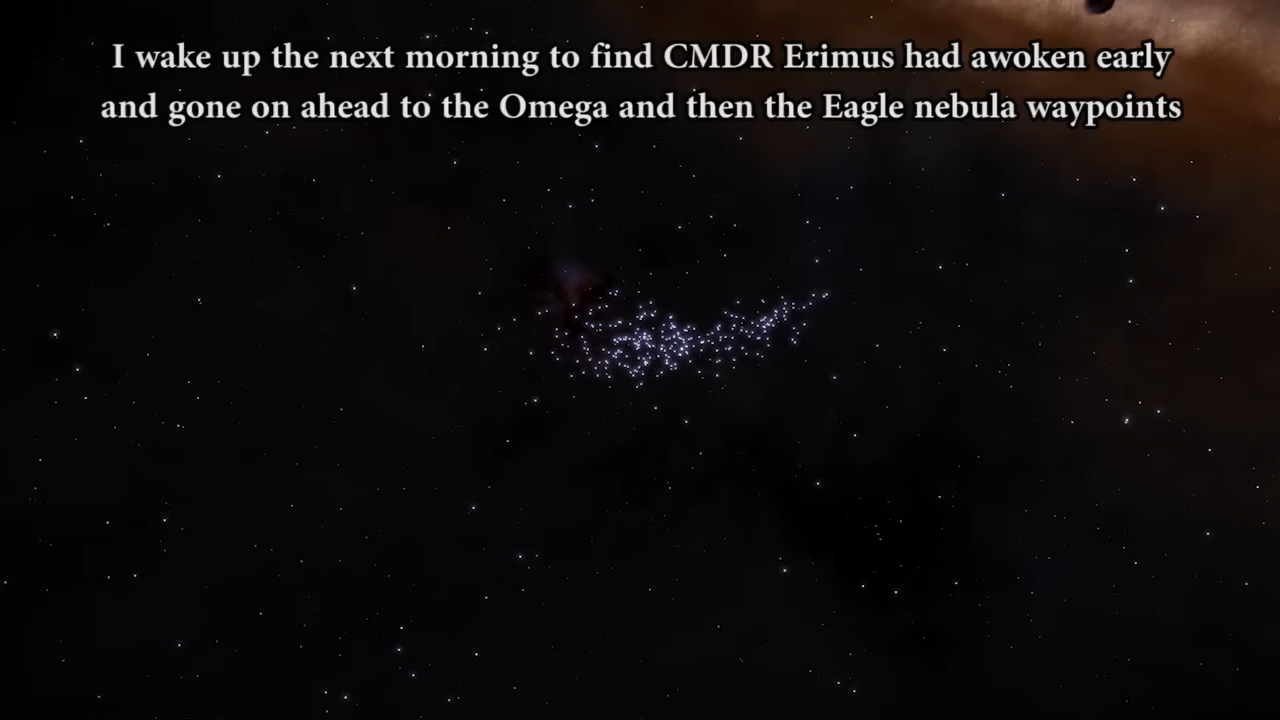 I wake up the next morning to find CMDR Erimus had awoken early
and gone on ahead to the Omega and then the Eagle nebula waypoints